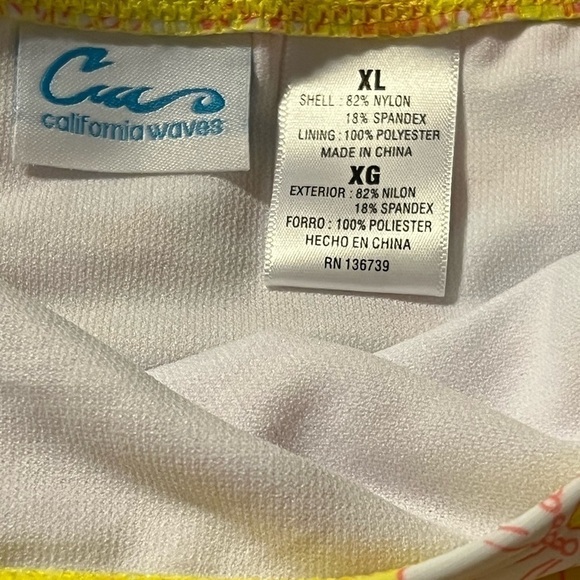 Cwvs
california waves
XL
SHELL : 82% NYLON
18% SPANDEX
LINING : 100% POLYESTER
MADE IN CHINA
XG
EXTERIOR : 82% NILON
18% SPANDEX
FORRO : 100% POLIESTER
HECHO EN CHINA
RN 136739